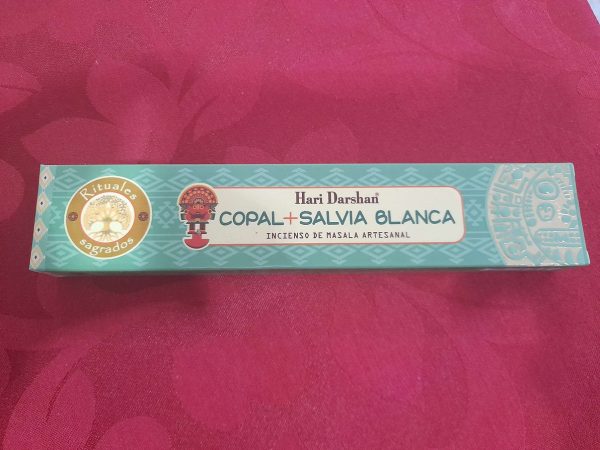 Rituales
sagrados
Hari Darshan®
COPAL+SALVIA BLANCA
INCIENSO DE MASALA ARTESANAL